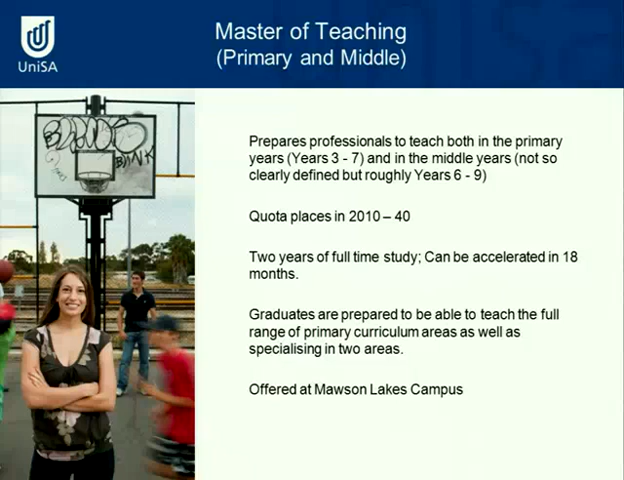 UniSA
Master of Teaching
(Primary and Middle)
Prepares professionals to teach both in the primary
years (Years 3 - 7) and in the middle years (not so
clearly defined but roughly Years 6 - 9)
Quota places in 2010 – 40
Two years of full time study; Can be accelerated in 18
months.
Graduates are prepared to be able to teach the full
range of primary curriculum areas as well as
specialising in two areas.
Offered at Mawson Lakes Campus